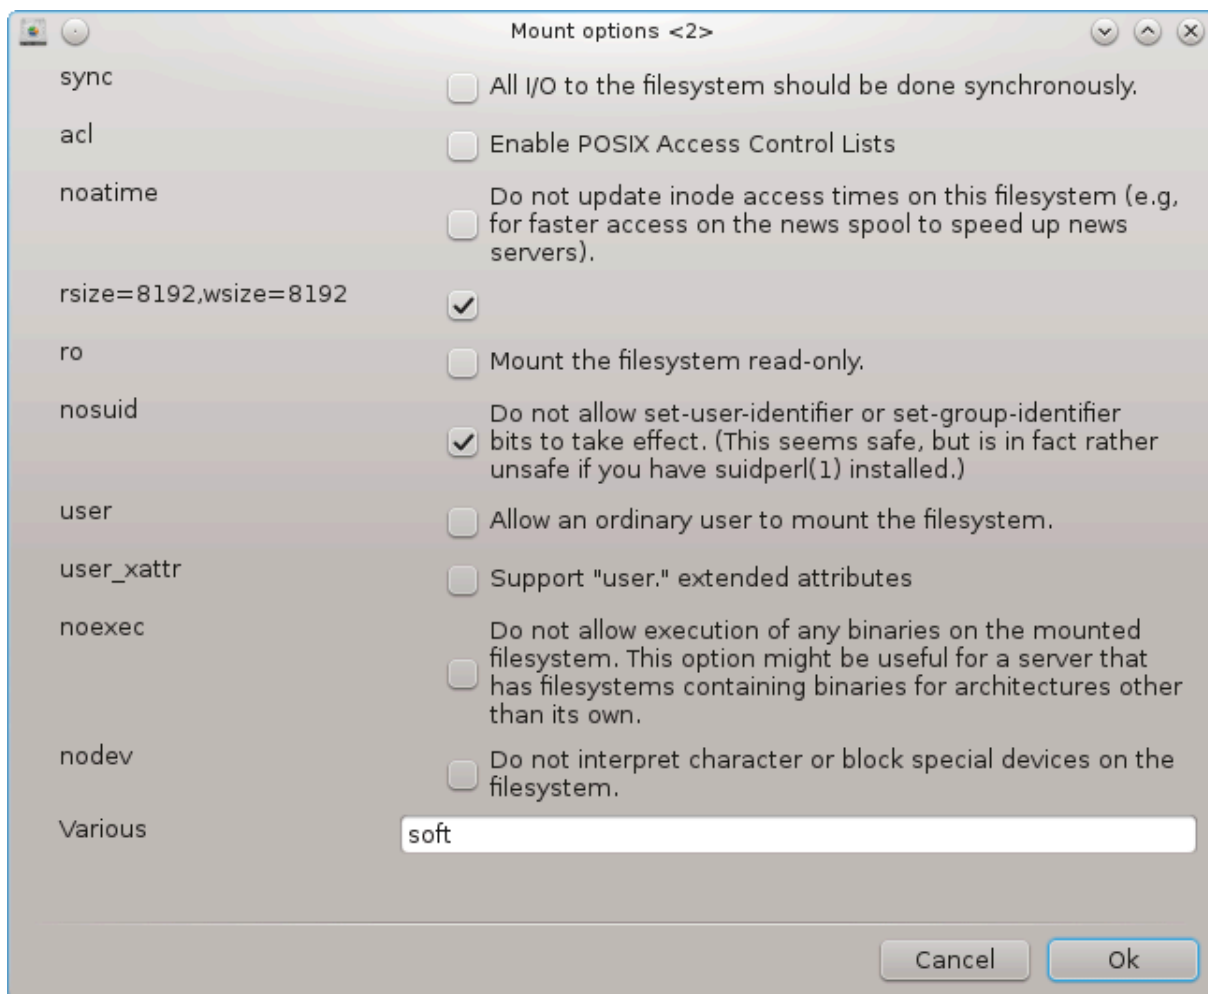 Mount options <2>
sync
All I/O to the filesystem should be done synchronously.
acl
Enable POSIX Access Control Lists
noatime
Do not update inode access times on this filesystem (e.g,
for faster access on the news spool to speed up news
servers).
rsize=8192,wsize=8192
ro
Mount the filesystem read-only.
nosuid
Do not allow set-user-identifier or set-group-identifier
bits to take effect. (This seems safe, but is in fact rather
unsafe if you have suidperl(1) installed.)
user
Allow an ordinary user to mount the filesystem.
user_xattr
Support "user." extended attributes
noexec
Do not allow execution of any binaries on the mounted
filesystem. This option might be useful for a server that
has filesystems containing binaries for architectures other
than its own.
nodev
Do not interpret character or block special devices on the
filesystem.
Various
soft
Cancel
Ok